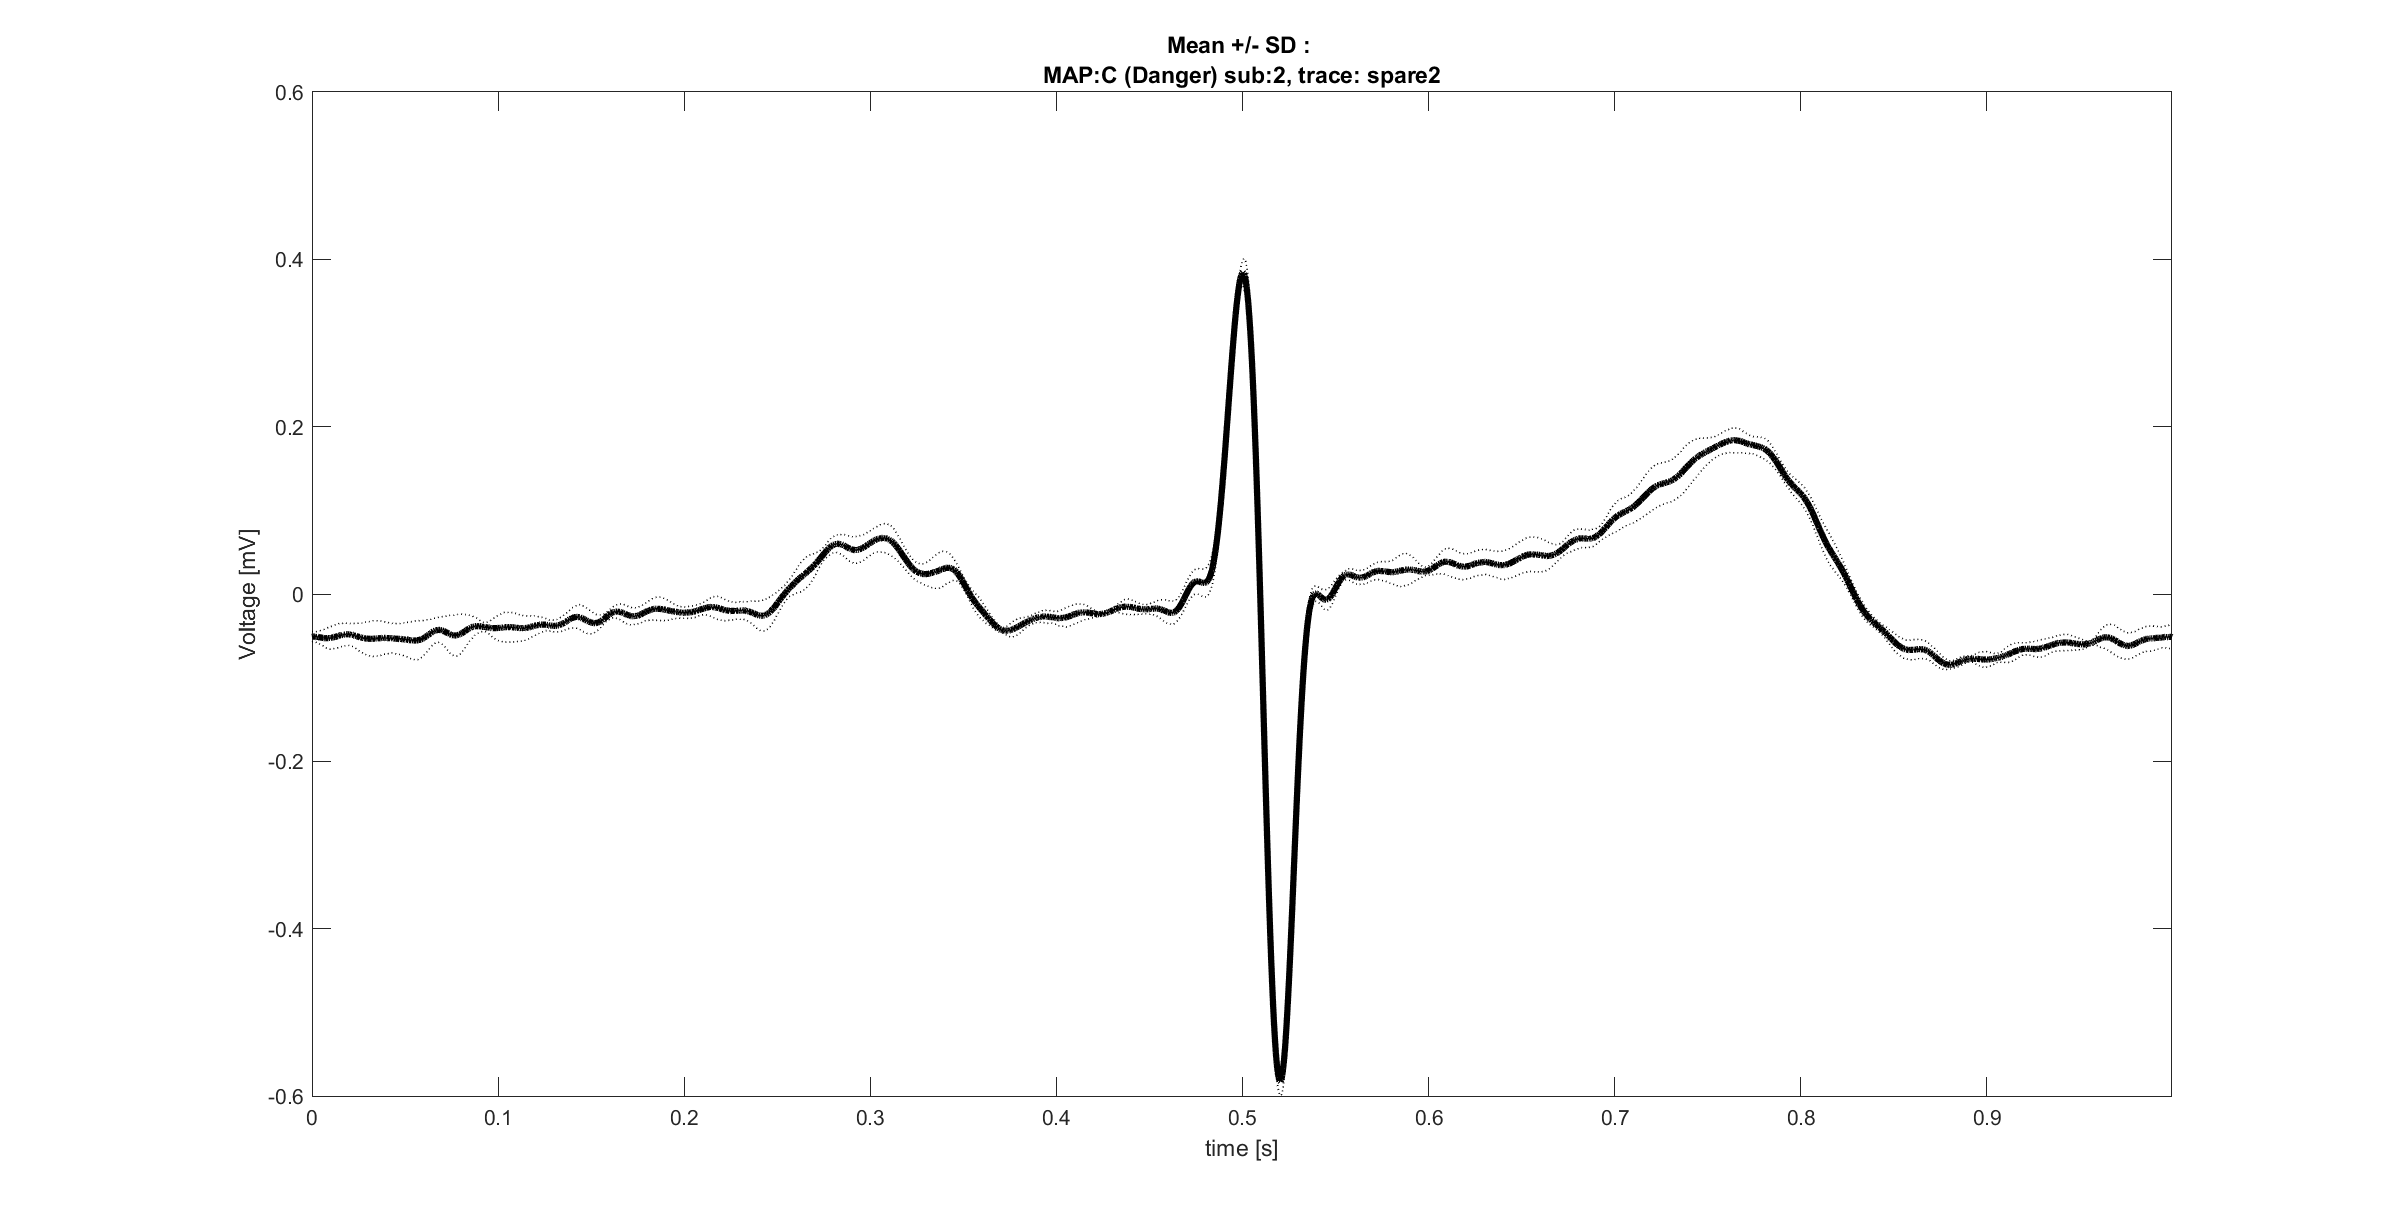 Mean +/- SD :
MAP:C (Danger) sub:2, trace: spare2
0.6
0.4
0.2
0
-0.2
-0.4
-0.6
Voltage [mV]
0 0.1 0.2 0.3 0.4 0.5 0.6 0.7 0.8 0.9
time [s]